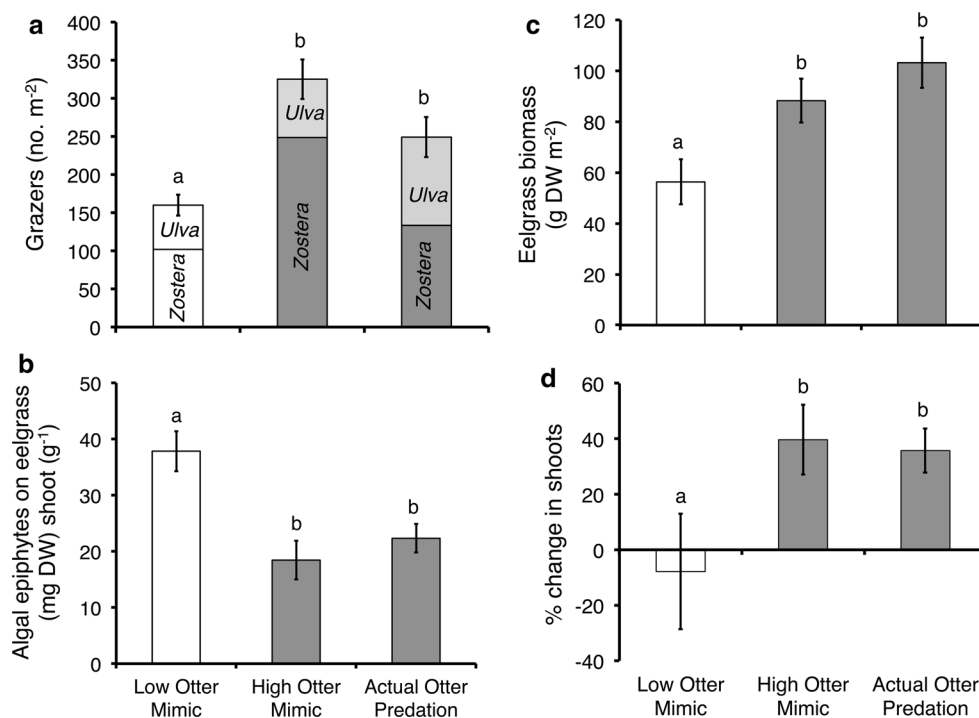 a
Grazers (no. m-2)
400
350
300
250
200
150
100
50
0
a
b
b
Ulva
Zostera
Ulva
Zostera
Ulva
Zostera
c
Eelgrass biomass
(g DW m-2)
120
100
80
60
40
20
0
a
b
b
b
Algal epiphytes on eelgrass
(mg DW) shoot (g-1)
50
40
30
20
10
0
a
b
b
Low Otter
Mimic
High Otter
Mimic
Actual Otter
Predation
d
% change in shoots
60
40
20
0
-20
-40
a
b
b
Low Otter
Mimic
High Otter
Mimic
Actual Otter
Predation